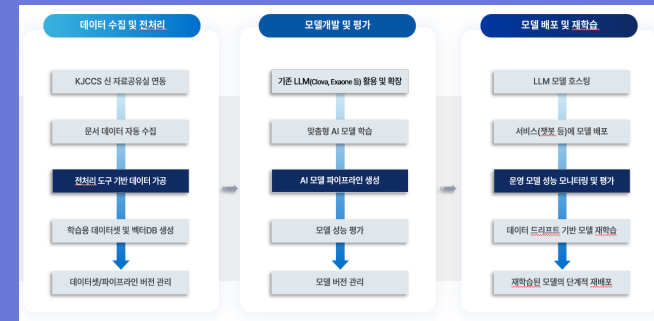 데이터 수집 및 전처리
KJCCS 신 자료공유실 연동
문서 데이터 자동 수집
전처리 도구 기반 데이터 가공
학습용 데이터셋 및 벡터DB 생성
데이터셋/파이프라인 버전 관리
모델개발 및 평가
기존 LLM(Clova, Exaone 등) 활용 및 확장
맞춤형 AI 모델 학습
AI 모델 파이프라인 생성
모델 성능 평가
모델 버전 관리
모델 배포 및 재학습
LLM 모델 호스팅
서비스(챗봇 등)에 모델 배포
운영 모델 성능 모니터링 및 평가
데이터 드리프트 기반 모델 재학습
재학습된 모델의 단계적 재배포